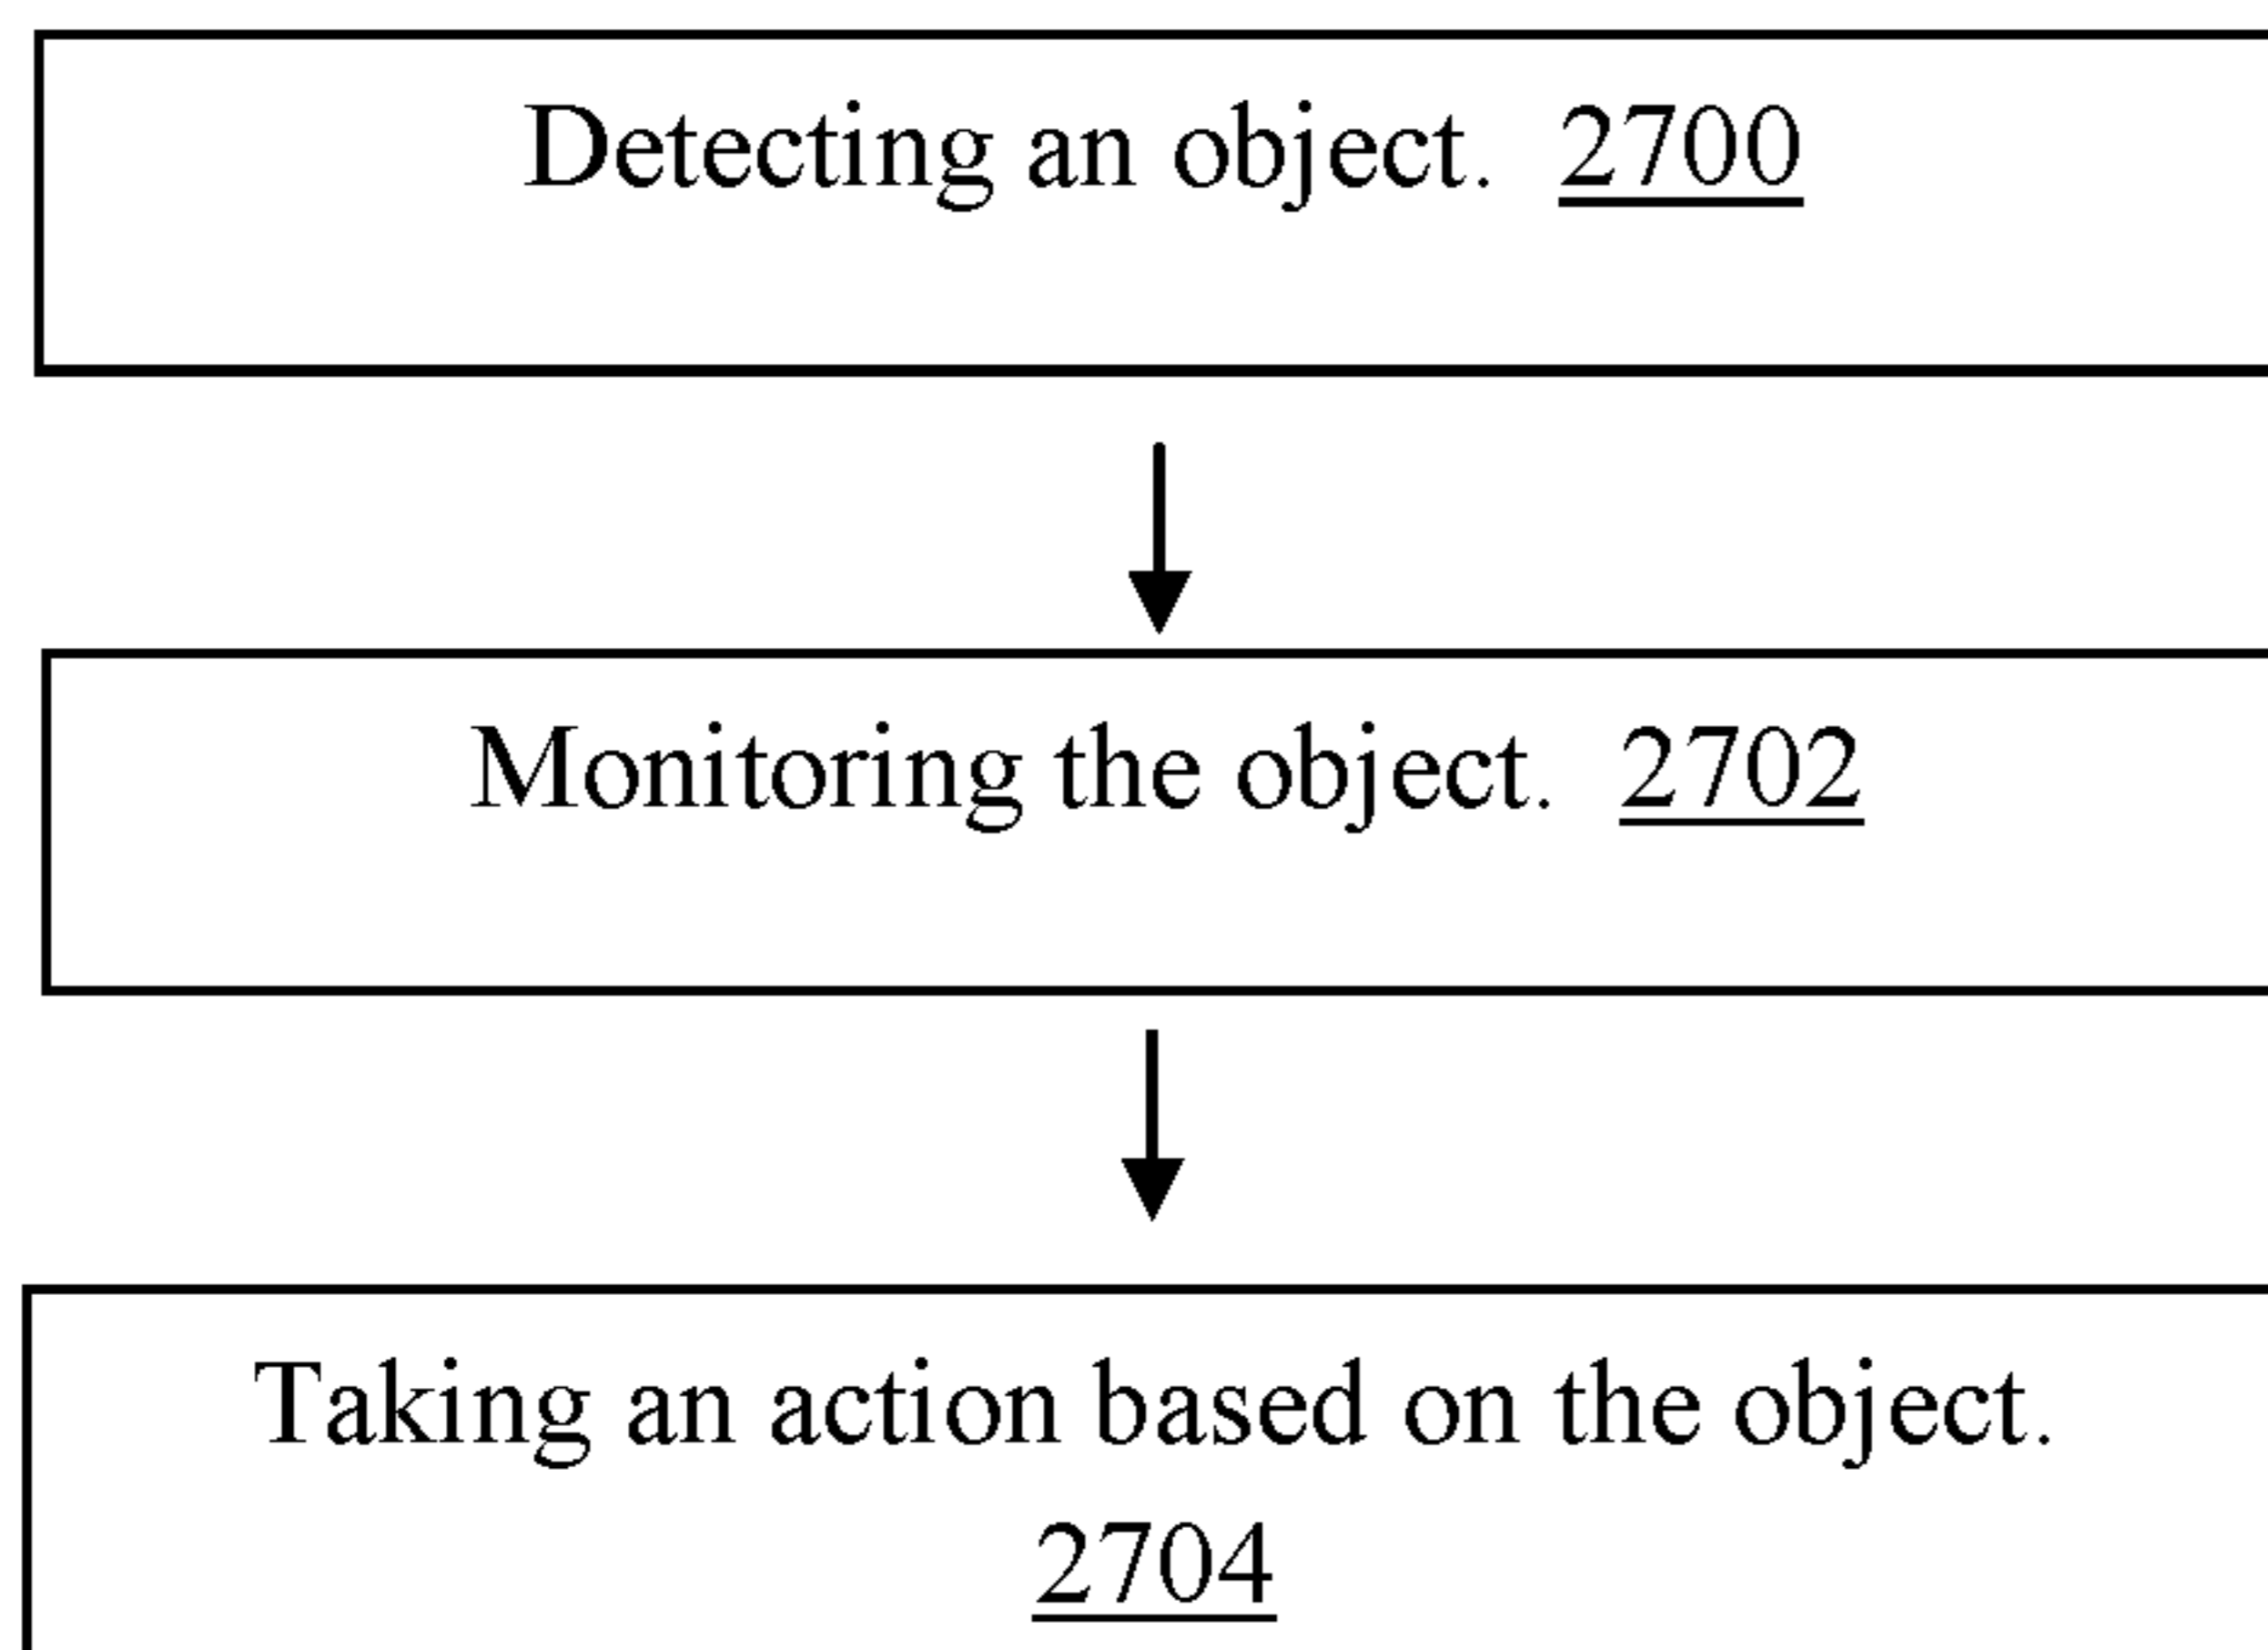 Detecting an object. 2700
Monitoring the object. 2702
Taking an action based on the object.
2704